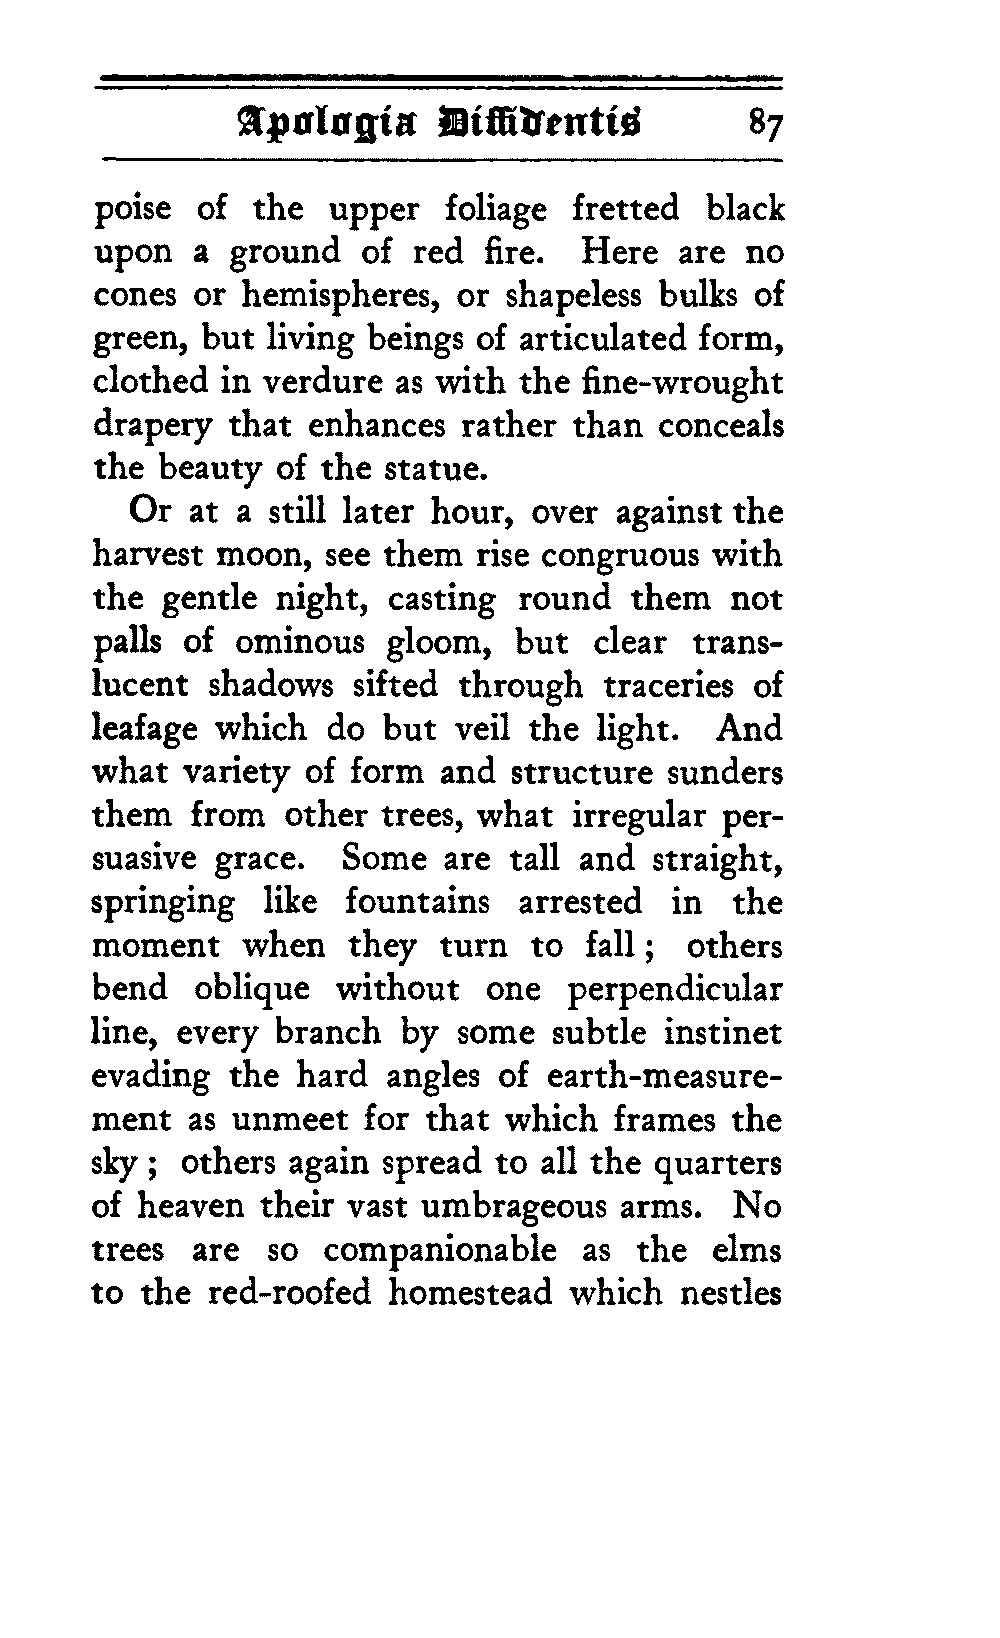 Apologia Diffidentis 87
poise of the upper foliage fretted black
upon a ground of red fire. Here are no
cones or hemispheres, or shapeless bulks of
green, but living beings of articulated form,
clothed in verdure as with the fine-wrought
drapery that enhances rather than conceals
the beauty of the statue.
Or at a still later hour, over against the
harvest moon, see them rise congruous with
the gentle night, casting round them not
palls of ominous gloom, but clear trans-
lucent shadows sifted through traceries of
leafage which do but veil the light. And
what variety of form and structure sunders
them from other trees, what irregular per-
suasive grace. Some are tall and straight,
springing like fountains arrested in the
moment when they turn to fall ; others
bend oblique without one perpendicular
line, every branch by some subtle instinct
evading the hard angles of earth-measure-
ment as unmeet for that which frames the
sky ; others again spread to all the quarters
of heaven their vast umbrageous arms. No
trees are so companionable as the elms
to the red-roofed homestead which nestles